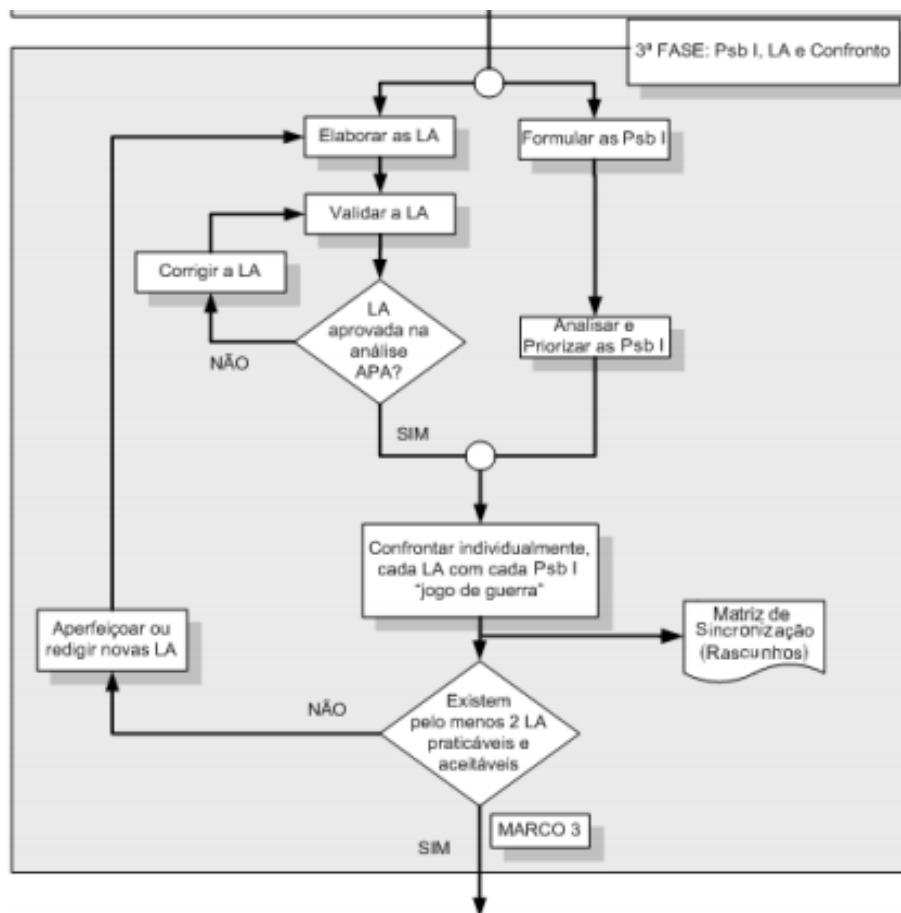 3ª FASE: Psb I, LA e Confronto
Elaborar as LA
Formular as Psb I
Validar a LA
Corrigir a LA
LA
aprovada na
análise
APA?
NÃO
Analisar e
Priorizar as Psb I
SIM
Confrontar individualmente,
cada LA com cada Psb I
“jogo de guerra”
Matriz de
Sincronização
(Rascunhos)
Aperfeiçoar ou
redigir novas LA
NÃO
Existem
pelo menos 2 LA
praticáveis e
aceitáveis
MARCO 3
SIM